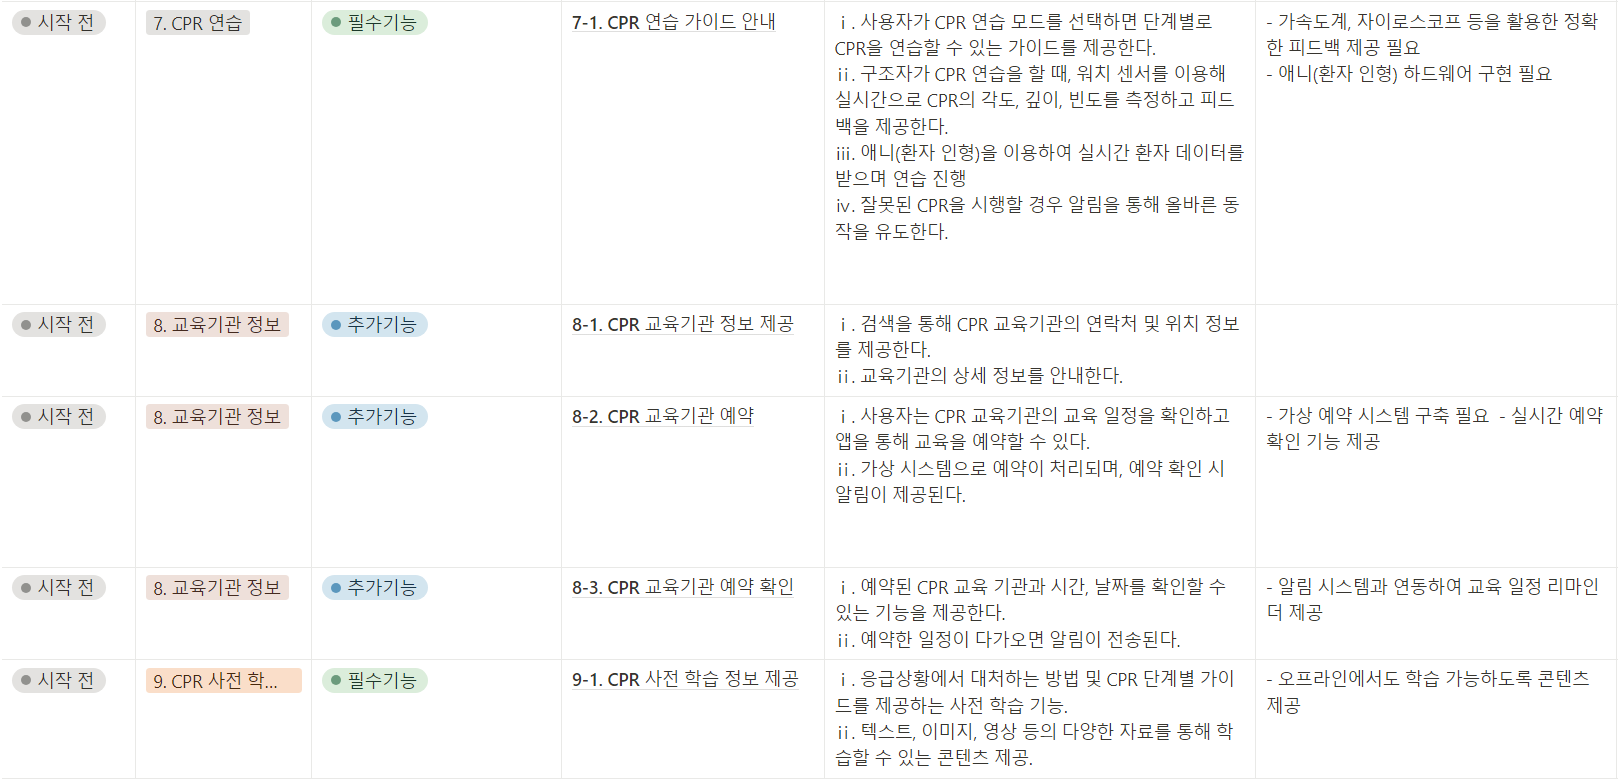 시작 전
7. CPR 연습
필수기능
7-1. CPR 연습 가이드 안내
ⅰ. 사용자가 CPR 연습 모드를 선택하면 단계별로
CPR을 연습할 수 있는 가이드를 제공한다.
ⅱ. 구조자가 CPR 연습을 할 때, 워치 센서를 이용해
실시간으로 CPR의 각도, 깊이, 빈도를 측정하고 피드
백을 제공한다.
ⅲ. 애니(환자 인형)을 이용하여 실시간 환자 데이터를
받으며 연습 진행
ⅳ. 잘못된 CPR을 시행할 경우 알림을 통해 올바른 동
작을 유도한다.
- 가속도계, 자이로스코프 등을 활용한 정확
한 피드백 제공 필요
- 애니(환자 인형) 하드웨어 구현 필요
시작 전
8. 교육기관 정보
추가기능
8-1. CPR 교육기관 정보 제공
ⅰ. 검색을 통해 CPR 교육기관의 연락처 및 위치 정보
를 제공한다.
ⅱ. 교육기관의 상세 정보를 안내한다.
시작 전
8. 교육기관 정보
추가기능
8-2. CPR 교육기관 예약
ⅰ. 사용자는 CPR 교육기관의 교육 일정을 확인하고
앱을 통해 교육을 예약할 수 있다.
ⅱ. 가상 시스템으로 예약이 처리되며, 예약 확인 시
알림이 제공된다.
- 가상 예약 시스템 구축 필요 - 실시간 예약
확인 기능 제공
시작 전
8. 교육기관 정보
추가기능
8-3. CPR 교육기관 예약 확인
ⅰ. 예약된 CPR 교육 기관과 시간, 날짜를 확인할 수
있는 기능을 제공한다.
ⅱ. 예약한 일정이 다가오면 알림이 전송된다.
- 알림 시스템과 연동하여 교육 일정 리마인
더 제공
시작 전
9. CPR 사전 학...
필수기능
9-1. CPR 사전 학습 정보 제공
ⅰ. 응급상황에서 대처하는 방법 및 CPR 단계별 가이
드를 제공하는 사전 학습 기능.
ⅱ. 텍스트, 이미지, 영상 등의 다양한 자료를 통해 학
습할 수 있는 콘텐츠 제공.
- 오프라인에서도 학습 가능하도록 콘텐츠
제공